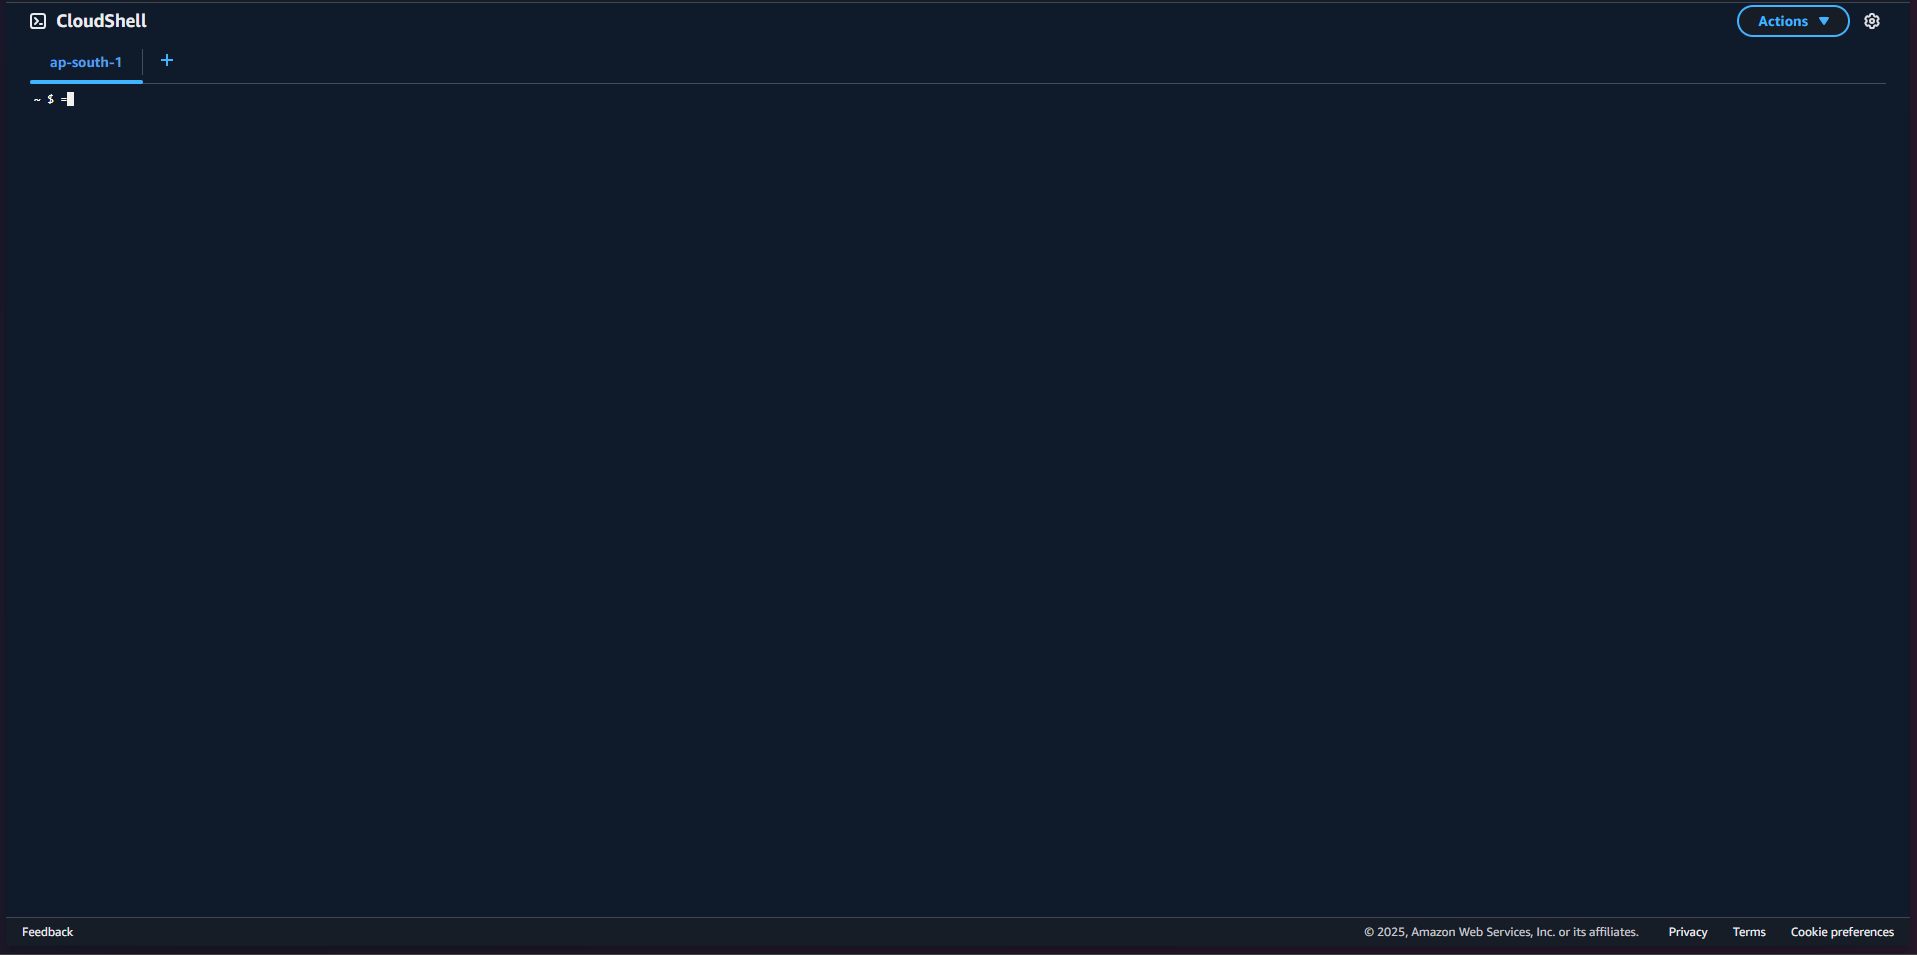 CloudShell
Actions
ap-south-1
~ $ =
Feedback
© 2025, Amazon Web Services, Inc. or its affiliates. Privacy Terms Cookie preferences